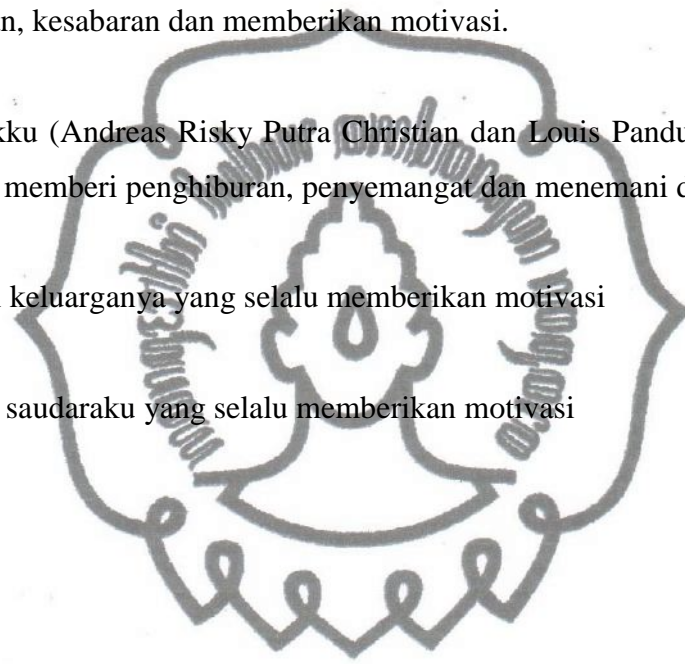 n, kesabaran dan memberikan motivasi.
kku (Andreas Risky Putra Christian dan Louis Pandu
memberi penghiburan, penyemangat dan menemani d
keluarganya yang selalu memberikan motivasi
saudaraku yang selalu memberikan motivasi